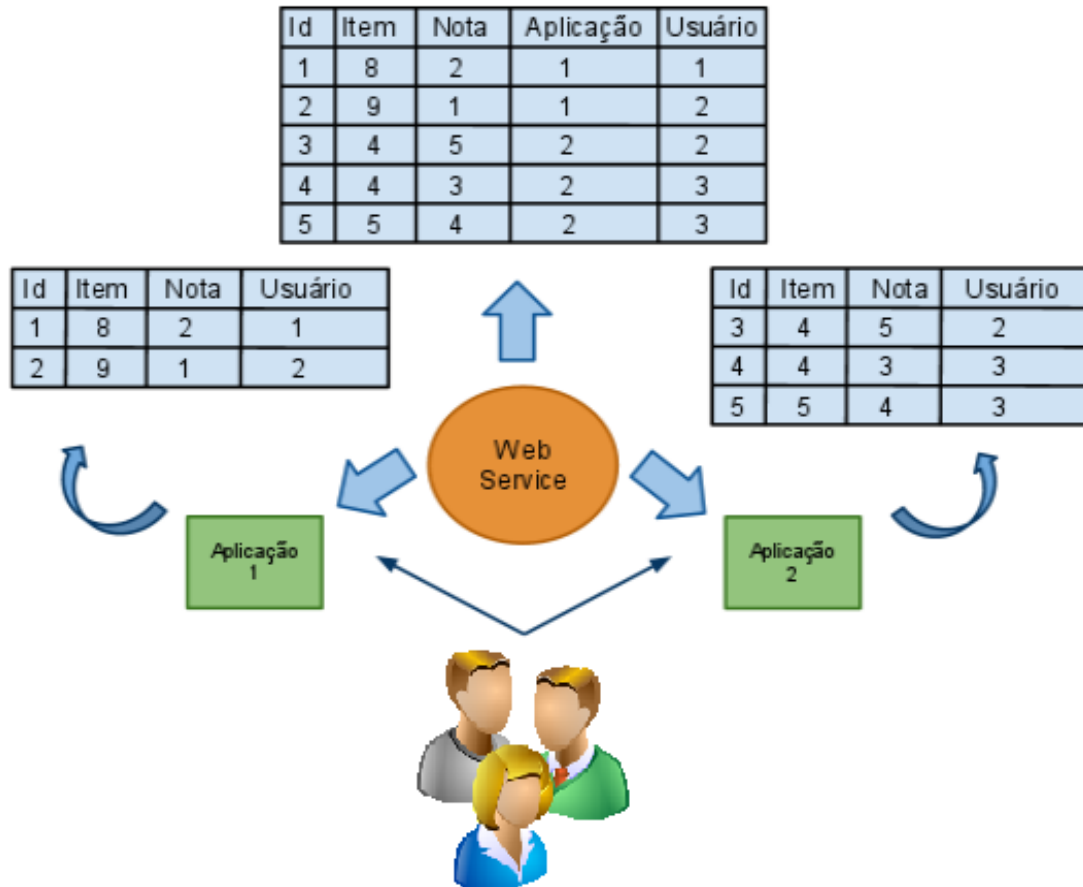 Id Item Nota Aplicação Usuário
1 8 2 1 1
2 9 1 1 2
3 4 5 2 2
4 4 3 2 3
5 5 4 2 3
Id Item Nota Usuário
1 8 2 1
2 9 1 2
Id Item Nota Usuário
3 4 5 2
4 4 3 3
5 5 4 3
Web
Service
Aplicação
1
Aplicação
2